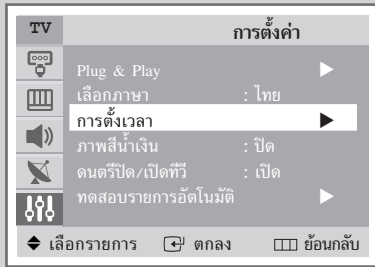 TV การตั้งค่า
Plug & Play
เลือกภาษา : ไทย
การตั้งเวลา
ภาพสีน้ำเงิน : ปิด
ดนตรีปิด/เปิดทีวี : เปิด
ทดสอบรายการอัตโนมัติ
เลือกรายการ ตกลง ย้อนกลับ